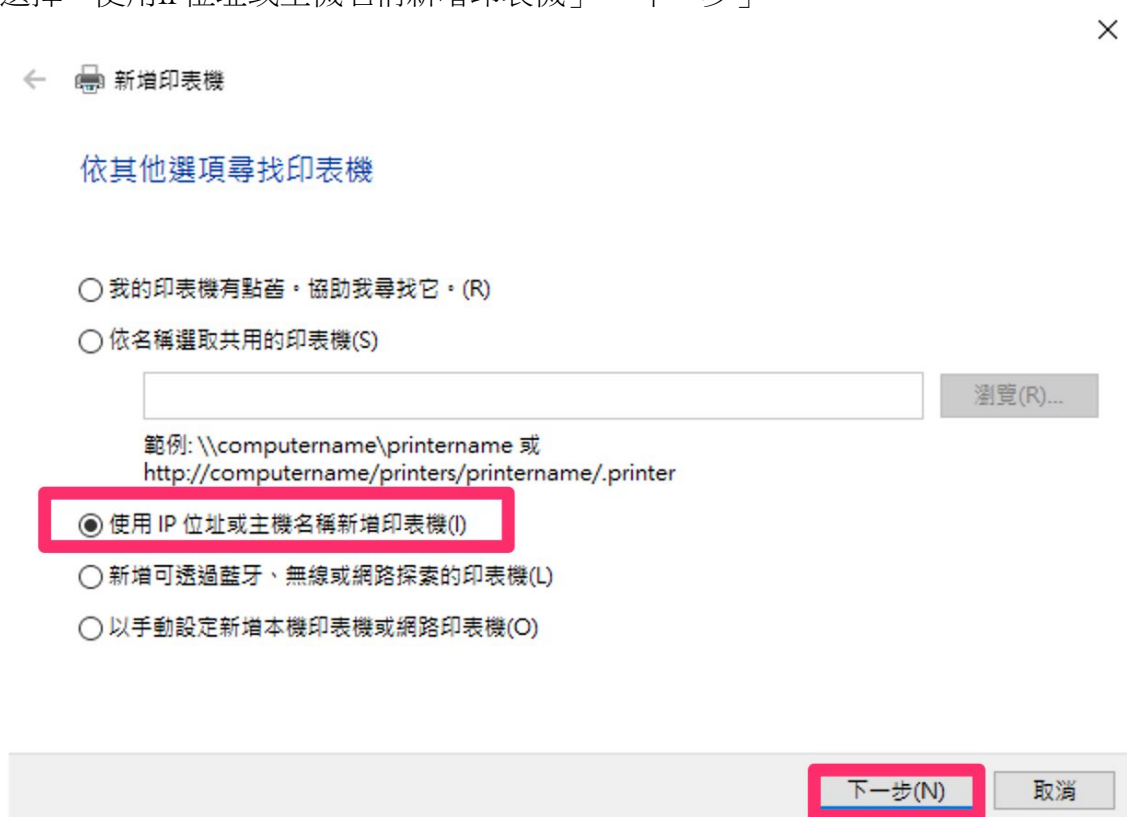 新增印表機
依其他選項尋找印表機
我的印表機有點舊。協助我尋找它。(R)
依名稱選取共用的印表機(S)
瀏覽(R)...
範例: \\computername\printername 或
http://computername/printers/printername/.printer
使用 IP 位址或主機名稱新增印表機(I)
新增可透過藍牙、無線或網路探索的印表機(L)
以手動設定新增本機印表機或網路印表機(O)
下一步(N)
取消